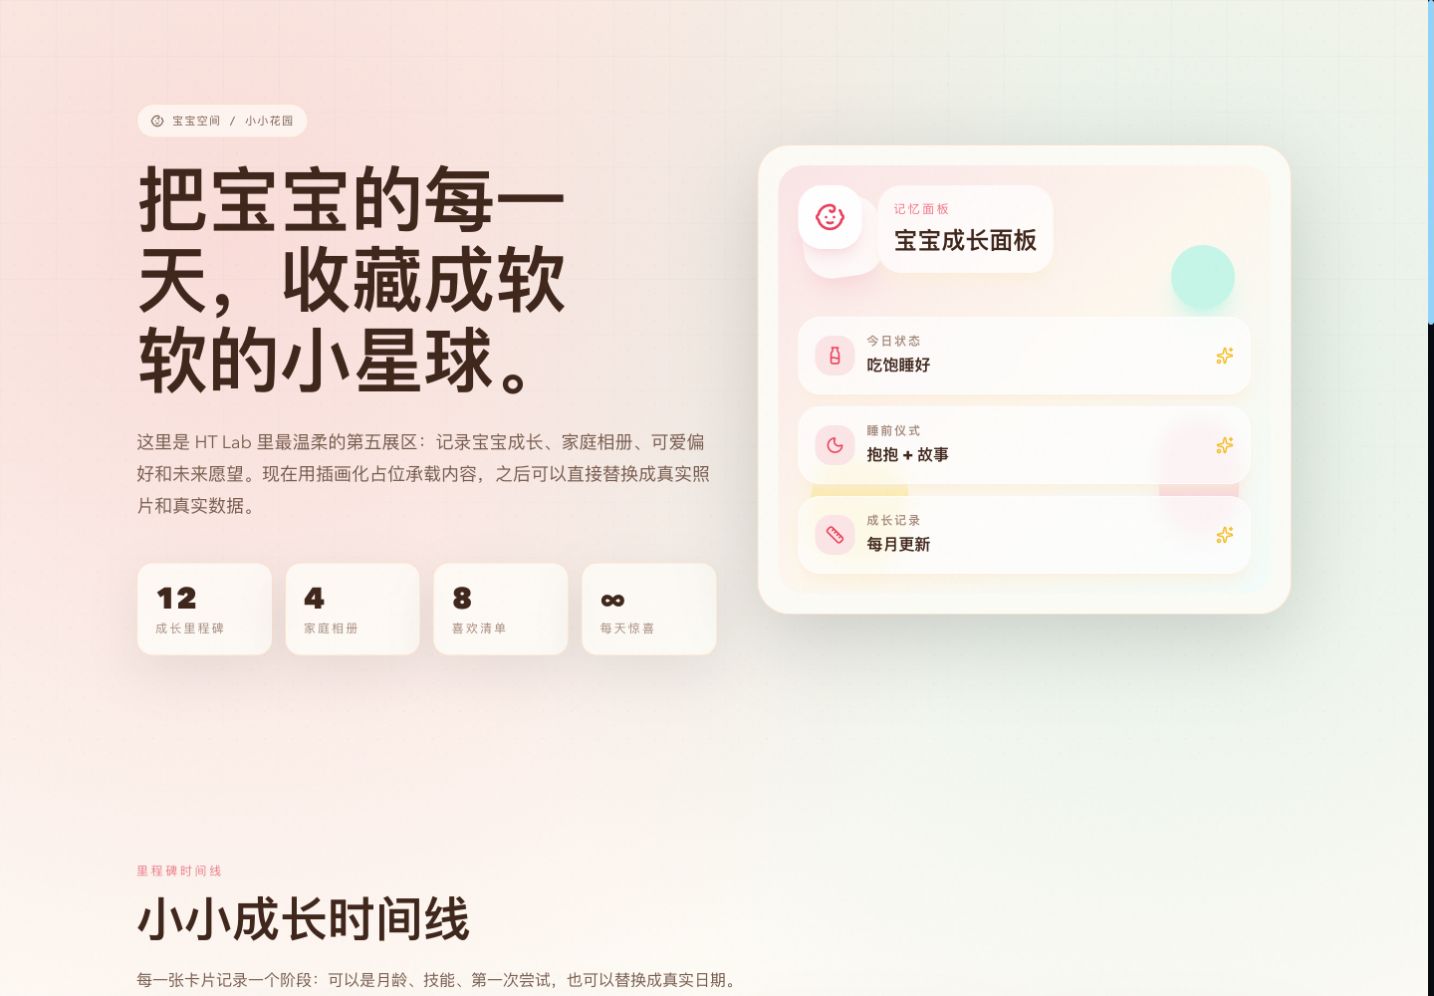 宝宝空间 / 小小花园
把宝宝的每一
天，收藏成软
软的小星球。
这里是 HT Lab 里最温柔的第五展区：记录宝宝成长、家庭相册、可爱偏
好和未来愿望。现在用插画化占位承载内容，之后可以直接替换成真实照
片和真实数据。
12
成长里程碑
4
家庭相册
8
喜欢清单
∞
每天惊喜
记忆面板
宝宝成长面板
今日状态
吃饱睡好
睡前仪式
抱抱 + 故事
成长记录
每月更新
里程碑时间线
小小成长时间线
每一张卡片记录一个阶段：可以是月龄、技能、第一次尝试，也可以替换成真实日期。